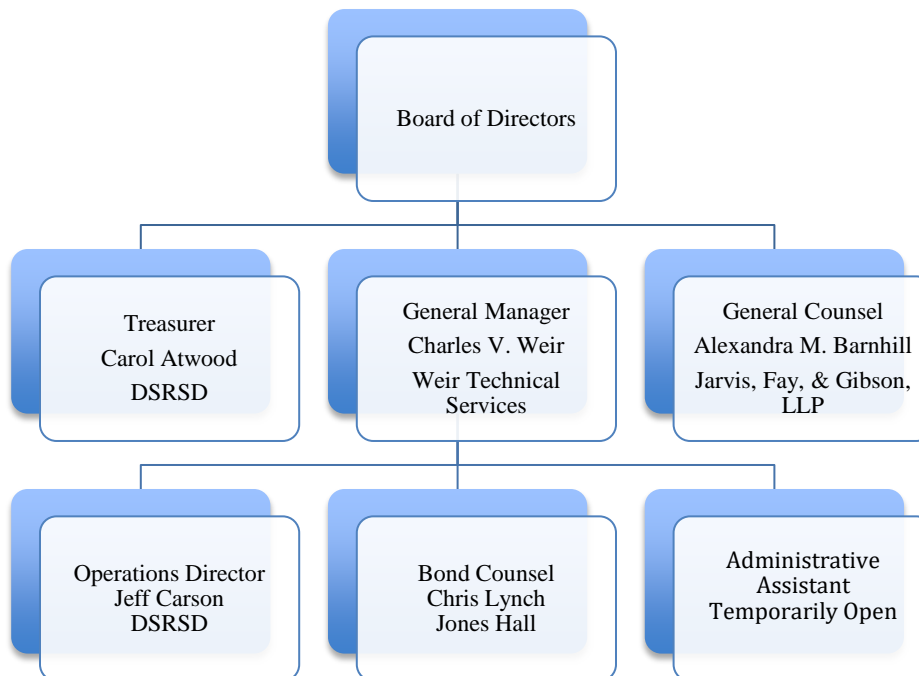 Board of Directors
Treasurer
Carol Atwood
DSRSD
General Manager
Charles V. Weir
Weir Technical
Services
General Counsel
Alexandra M. Barnhill
Jarvis, Fay, & Gibson,
LLP
Operations Director
Jeff Carson
DSRSD
Bond Counsel
Chris Lynch
Jones Hall
Administrative
Assistant
Temporarily Open